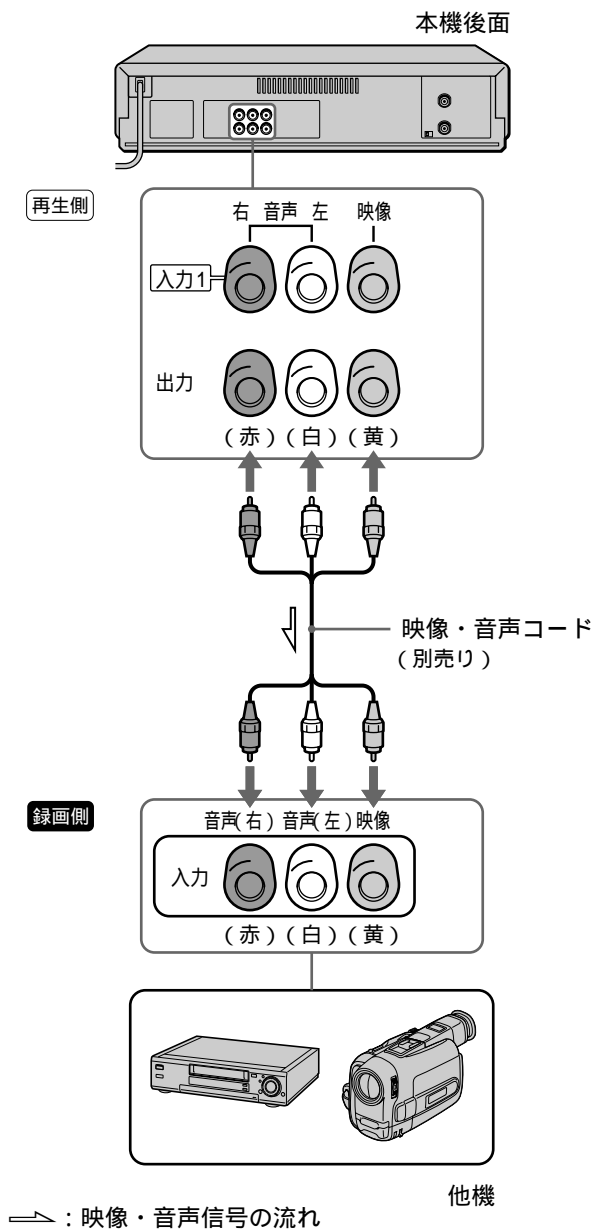 本機後面
再生側
右 音声 左 映像
入力1
出力
(赤)(白)(黄)
映像・音声コード
(別売り)
録画側
音声(右) 音声(左) 映像
入力
(赤)(白)(黄)
他機
:映像・音声信号の流れ